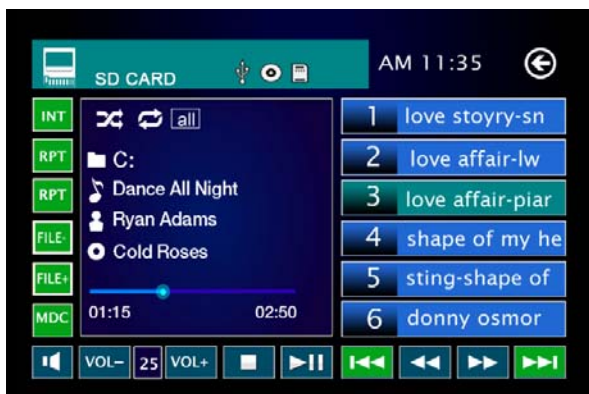 SD CARD
AM 11:35
INT
RPT
RPT
FILE-
FILE+
MDC
all
C:
Dance All Night
Ryan Adams
Cold Roses
01:15 02:50
1 love stoyry-sn
2 love affair-lw
3 love affair-piar
4 shape of my he
5 sting-shape of
6 donny osmor
VOL- 25 VOL+